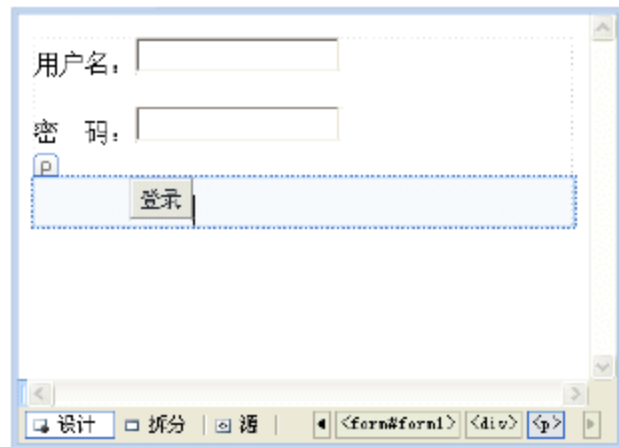 用户名：
密　码：
p
登录
设计 拆分 源 <form#form1> <div> <p>